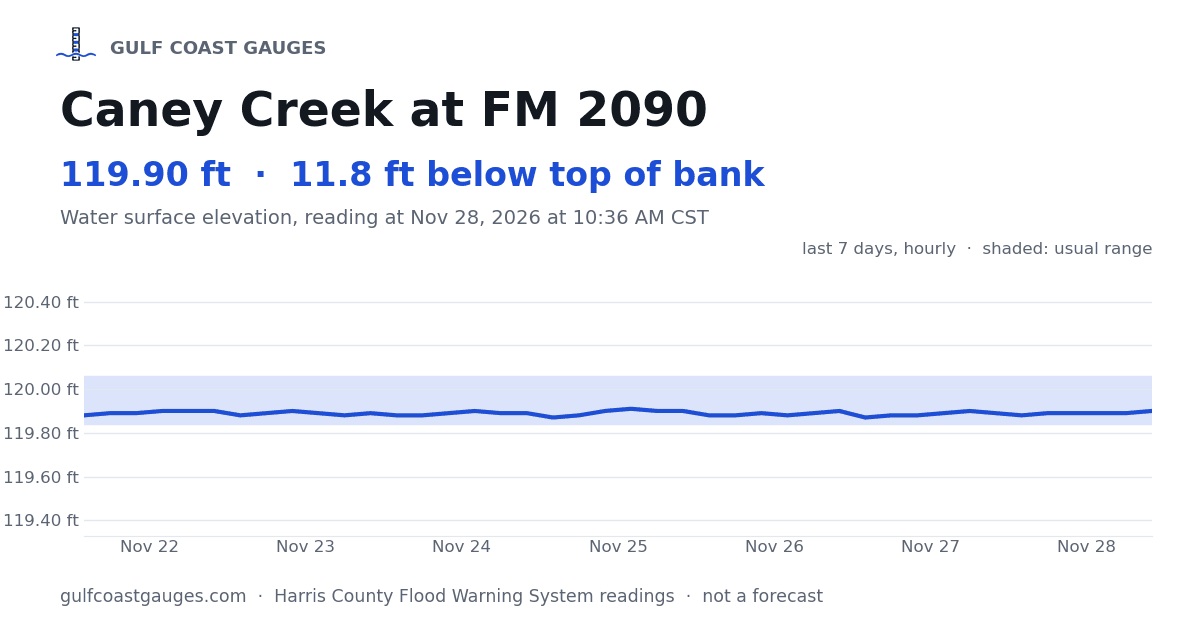 GULF COAST GAUGES
Caney Creek at FM 2090
119.90 ft · 11.8 ft below top of bank
Water surface elevation, reading at Nov 28, 2026 at 10:36 AM CST
last 7 days, hourly · shaded: usual range
120.40 ft
120.20 ft
120.00 ft
119.80 ft
119.60 ft
119.40 ft
Nov 22 Nov 23 Nov 24 Nov 25 Nov 26 Nov 27 Nov 28
gulfcoastgauges.com · Harris County Flood Warning System readings · not a forecast